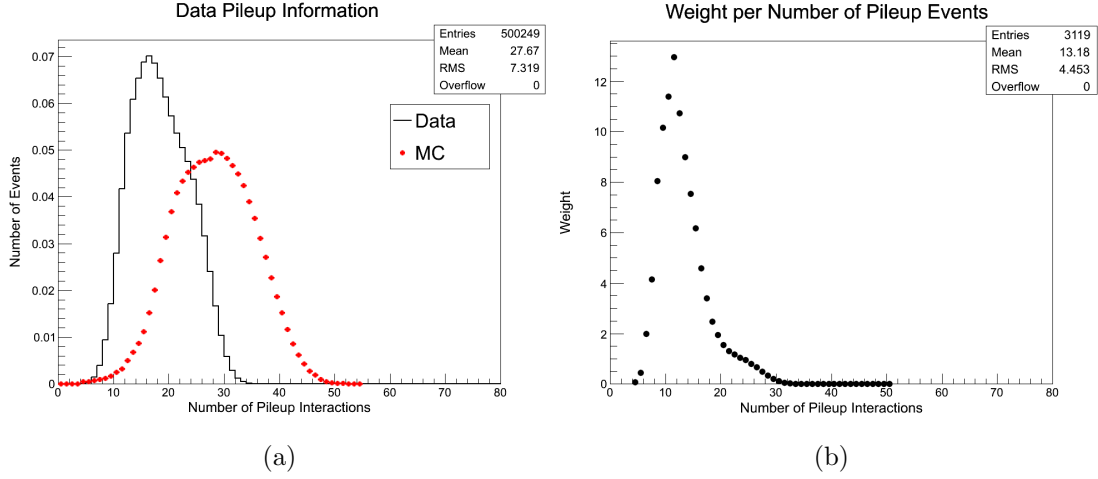 Data Pileup Information
Entries 500249
Mean 27.67
RMS 7.319
Overflow 0
Data
MC
Number of Events
0.07
0.06
0.05
0.04
0.03
0.02
0.01
0
0 10 20 30 40 50 60 70 80
Number of Pileup Interactions
(a)
Weight per Number of Pileup Events
Entries 3119
Mean 13.18
RMS 4.453
Overflow 0
Weight
12
10
8
6
4
2
0
0 10 20 30 40 50 60 70 80
Number of Pileup Interactions
(b)